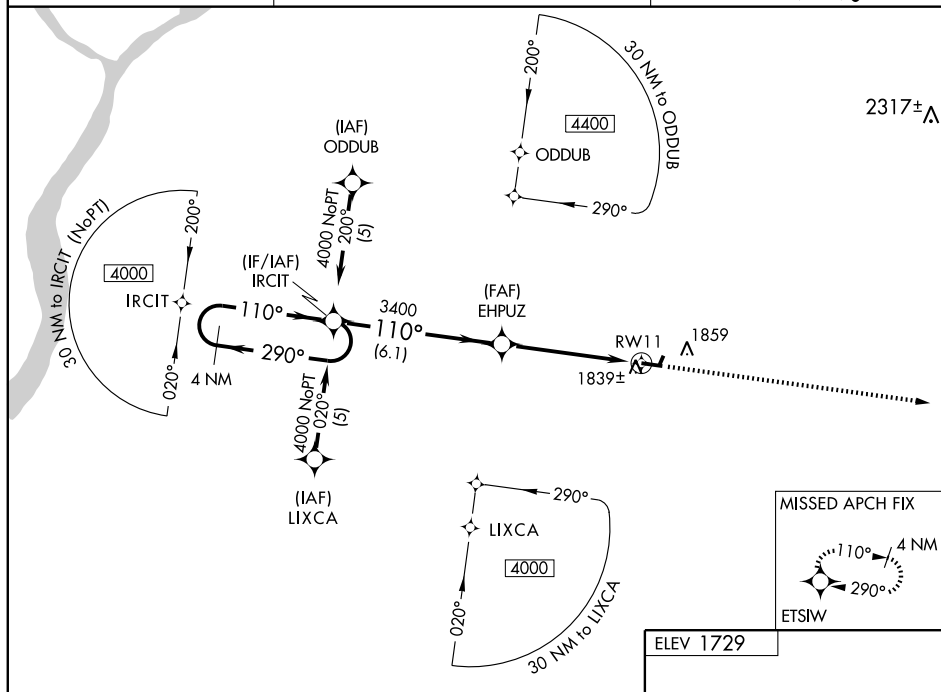 200°
30 NM to ODDUB
4400
ODDUB
290°
2317±
(IAF)
ODDUB
4000 NoPT
200°
(5)
30 NM to IRCIT (NoPT)
200°
4000
IRCIT
020°
(IF/IAF)
IRCIT
110°
290°
4 NM
3400
110°
(6.1)
(FAF)
EHPUZ
RW11
1859
1839±
4000 NoPT
020°
(5)
(IAF)
LIXCA
290°
LIXCA
4000
020°
30 NM to LIXCA
MISSED APCH FIX
110°
4 NM
290°
ETSIW
ELEV 1729